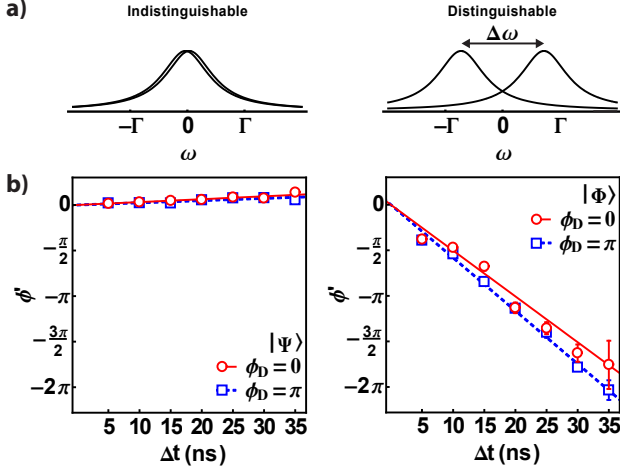 a)
Indistinguishable
Distinguishable
Δω
−Γ 0 Γ
−Γ 0 Γ
ω
ω
b)
0
−π/2
−π
−3π/2
−2π
ϕ'
|Ψ⟩
ϕD = 0
ϕD = π
5 10 15 20 25 30 35
Δt (ns)
0
−π/2
−π
−3π/2
−2π
ϕ'
|Φ⟩
ϕD = 0
ϕD = π
5 10 15 20 25 30 35
Δt (ns)